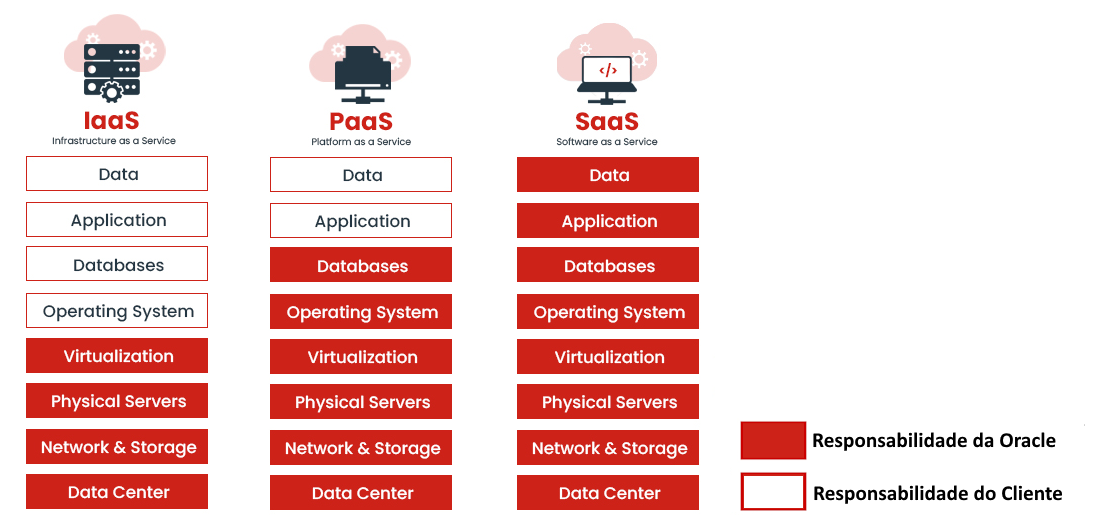 </>
IaaS
Infrastructure as a Service
Data
Application
Databases
Operating System
Virtualization
Physical Servers
Network & Storage
Data Center
PaaS
Platform as a Service
Data
Application
Databases
Operating System
Virtualization
Physical Servers
Network & Storage
Data Center
SaaS
Software as a Service
Data
Application
Databases
Operating System
Virtualization
Physical Servers
Network & Storage
Data Center
Responsabilidade da Oracle
Responsabilidade do Cliente